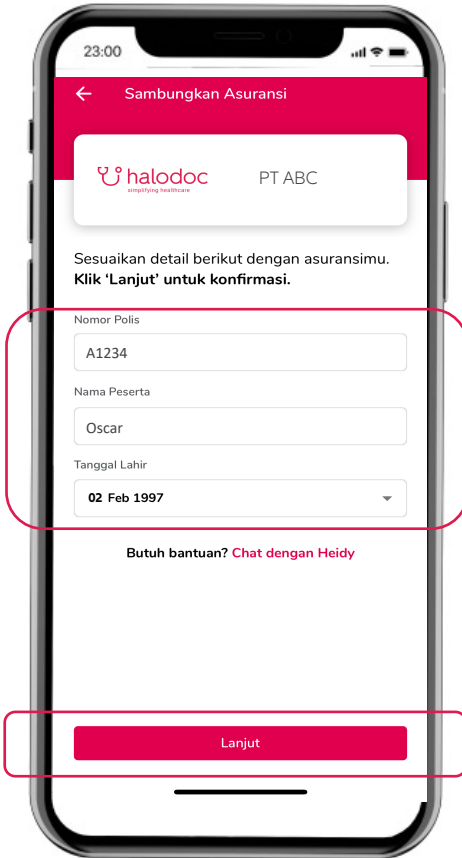 23:00
Sambungkan Asuransi
halodoc
simplifying healthcare
PT ABC
Sesuaikan detail berikut dengan asuransimu.
Klik ‘Lanjut’ untuk konfirmasi.
Nomor Polis
A1234
Nama Peserta
Oscar
Tanggal Lahir
02 Feb 1997
Butuh bantuan? Chat dengan Heidy
Lanjut